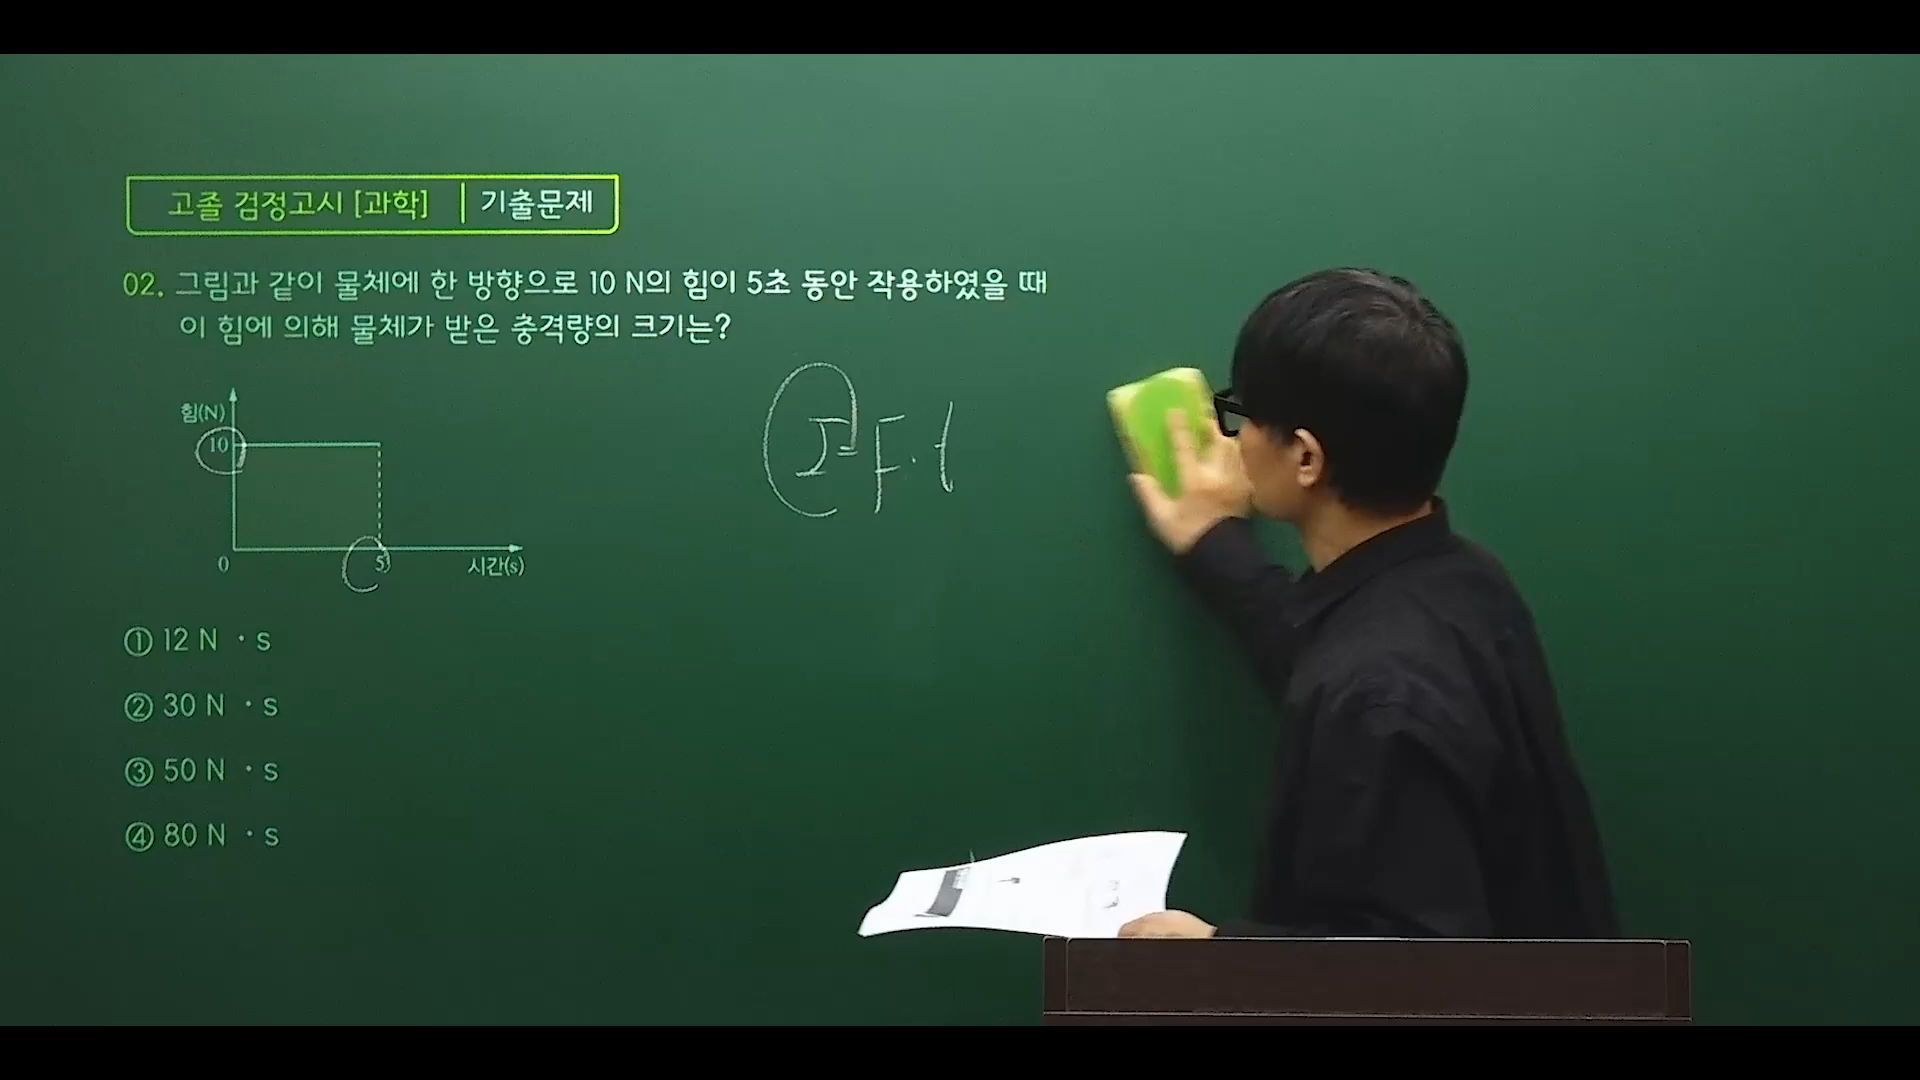 고졸 검정고시 [과학] 기출문제
02. 그림과 같이 물체에 한 방향으로 10 N의 힘이 5초 동안 작용하였을 때
이 힘에 의해 물체가 받은 충격량의 크기는?
힘(N)
10
0
5
시간(s)
I=F·t
① 12 N · s
② 30 N · s
③ 50 N · s
④ 80 N · s